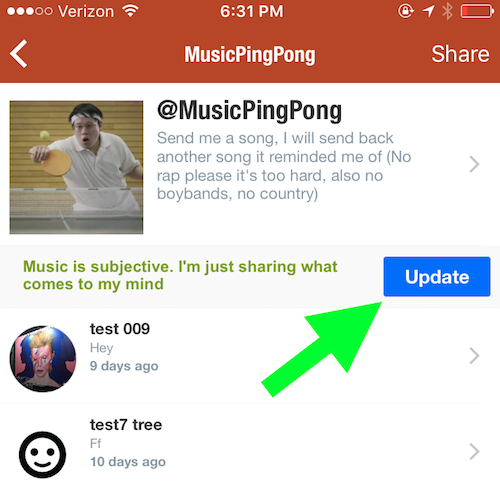 Verizon 6:31 PM
MusicPingPong Share
@MusicPingPong
Send me a song, I will send back
another song it reminded me of (No
rap please it's too hard, also no
boybands, no country)
Music is subjective. I'm just sharing what
comes to my mind
Update
test 009
Hey
9 days ago
test7 tree
Ff
10 days ago